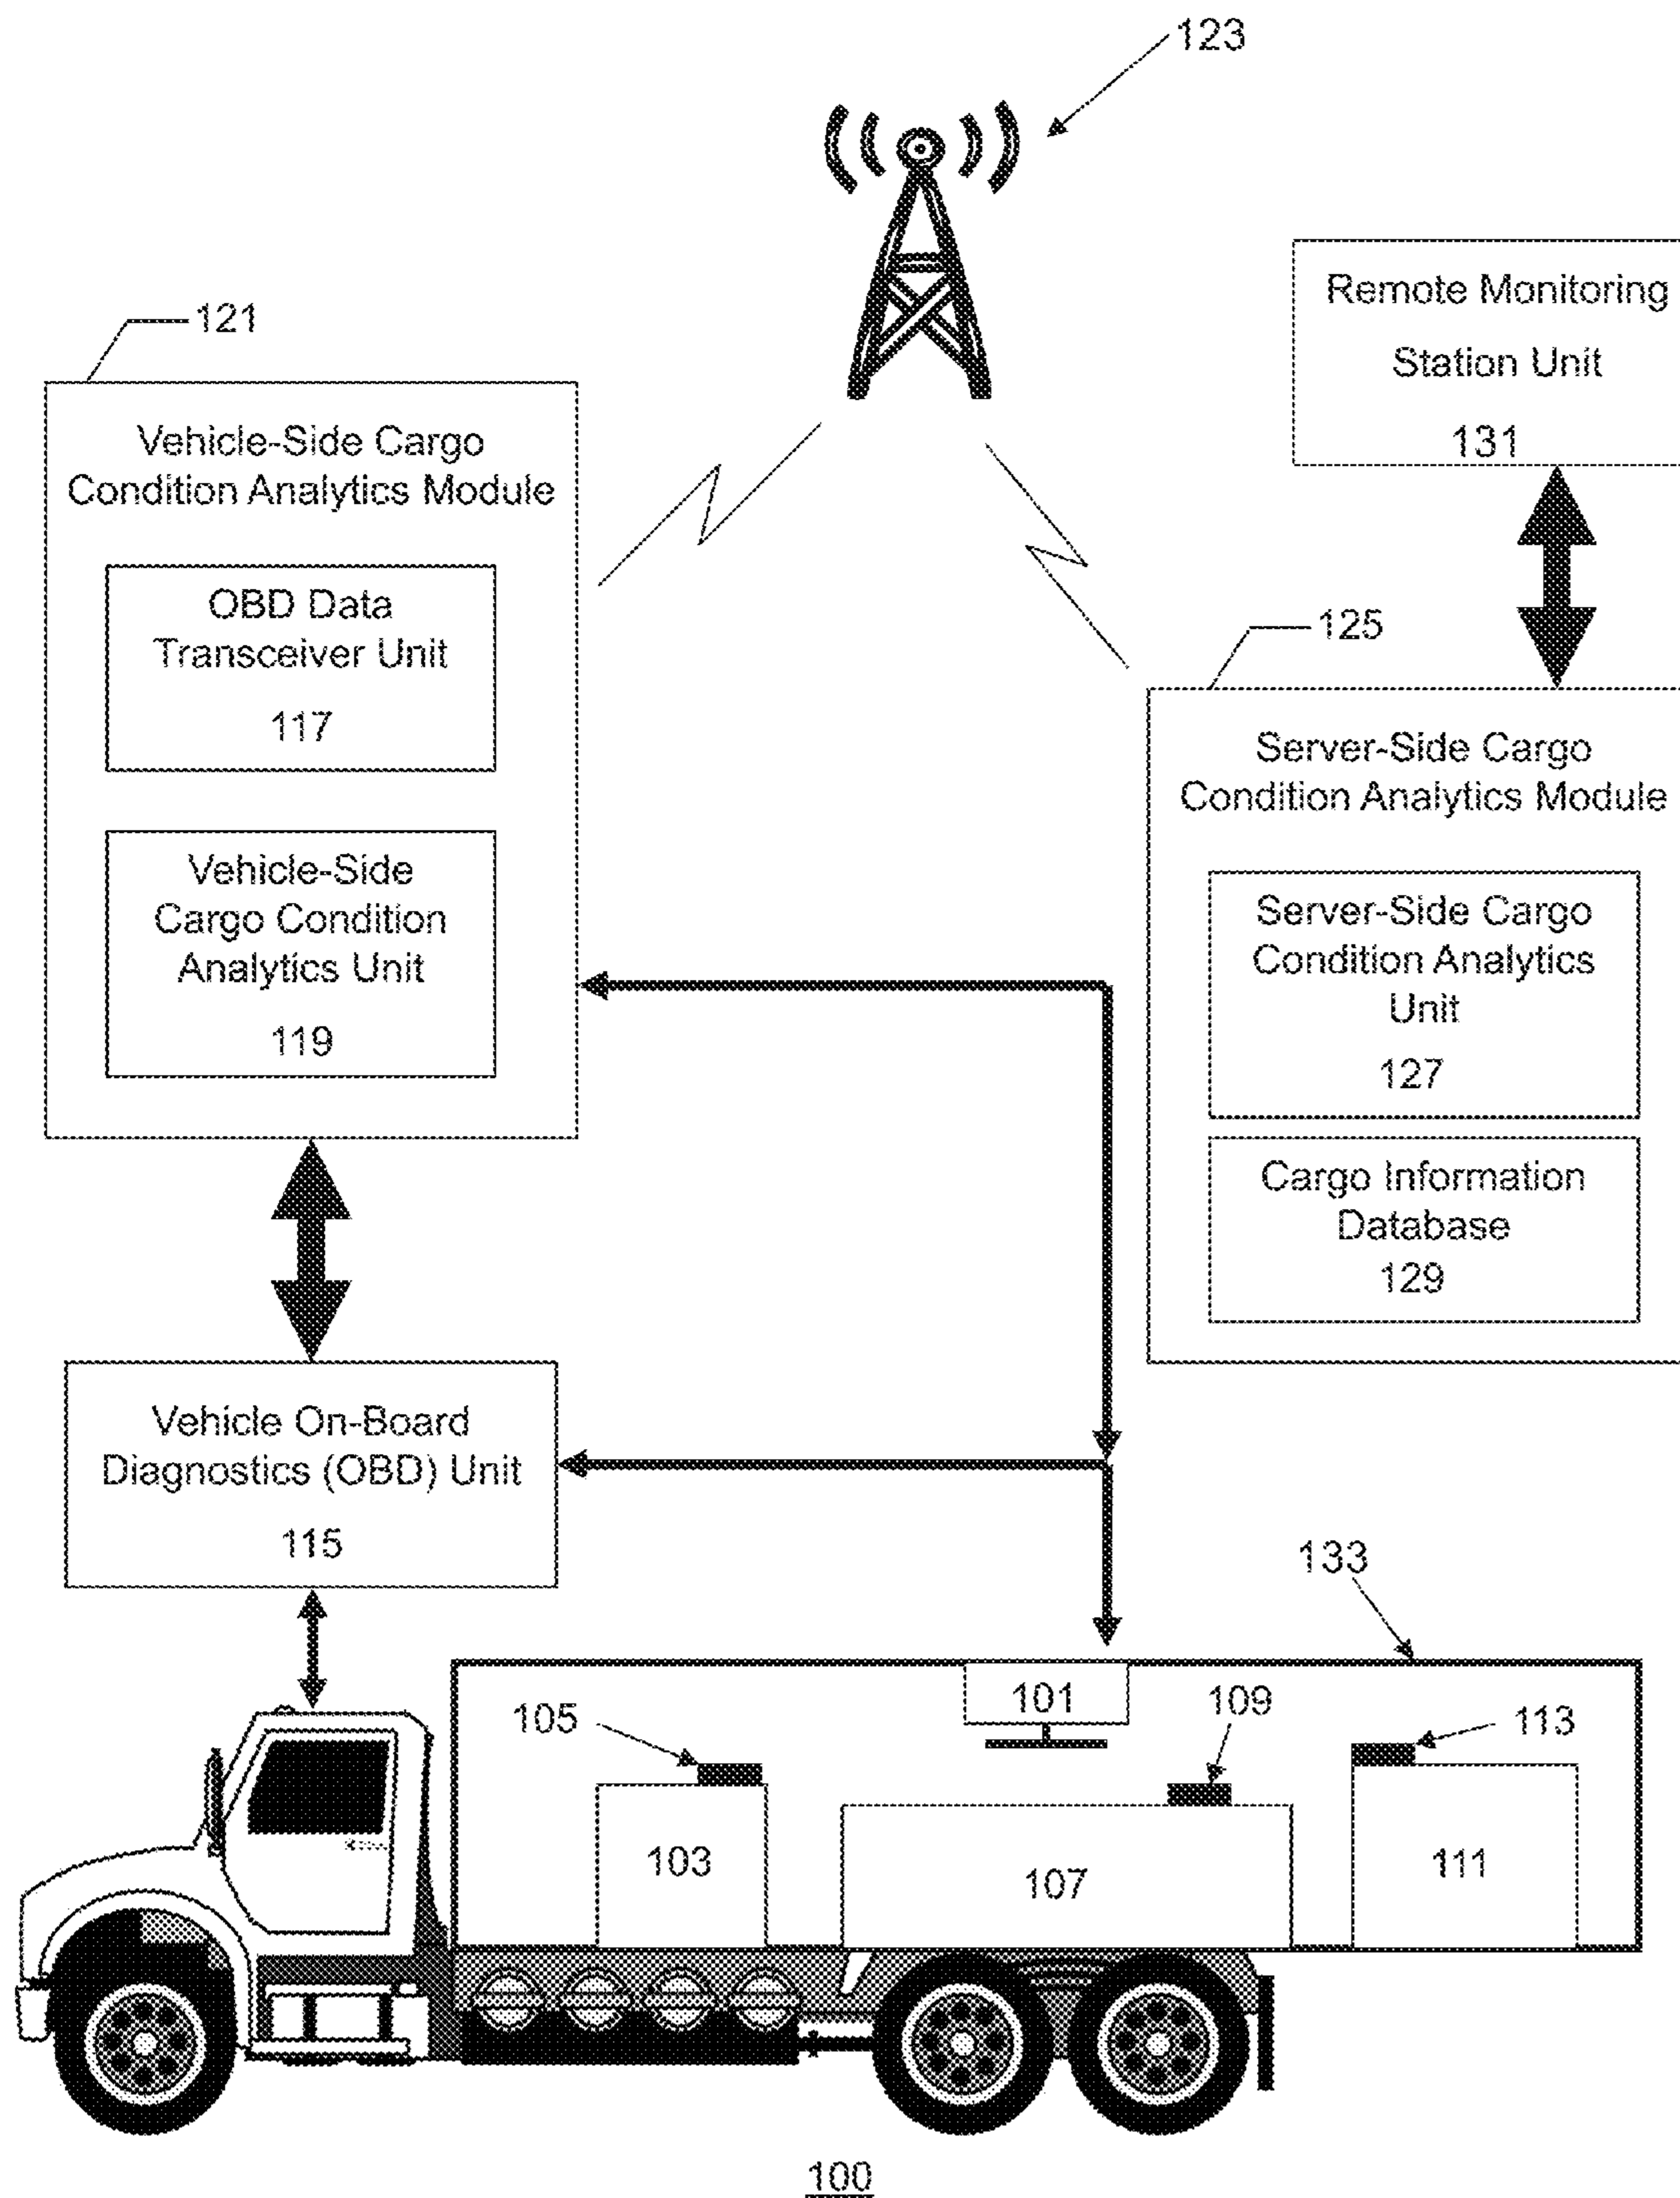 123
Remote Monitoring
Station Unit
131
121
Vehicle-Side Cargo
Condition Analytics Module
OBD Data
Transceiver Unit
117
Vehicle-Side
Cargo Condition
Analytics Unit
119
125
Server-Side Cargo
Condition Analytics Module
Server-Side Cargo
Condition Analytics
Unit
127
Cargo Information
Database
129
Vehicle On-Board
Diagnostics (OBD) Unit
115
133
101
105
109
113
103
107
111
100